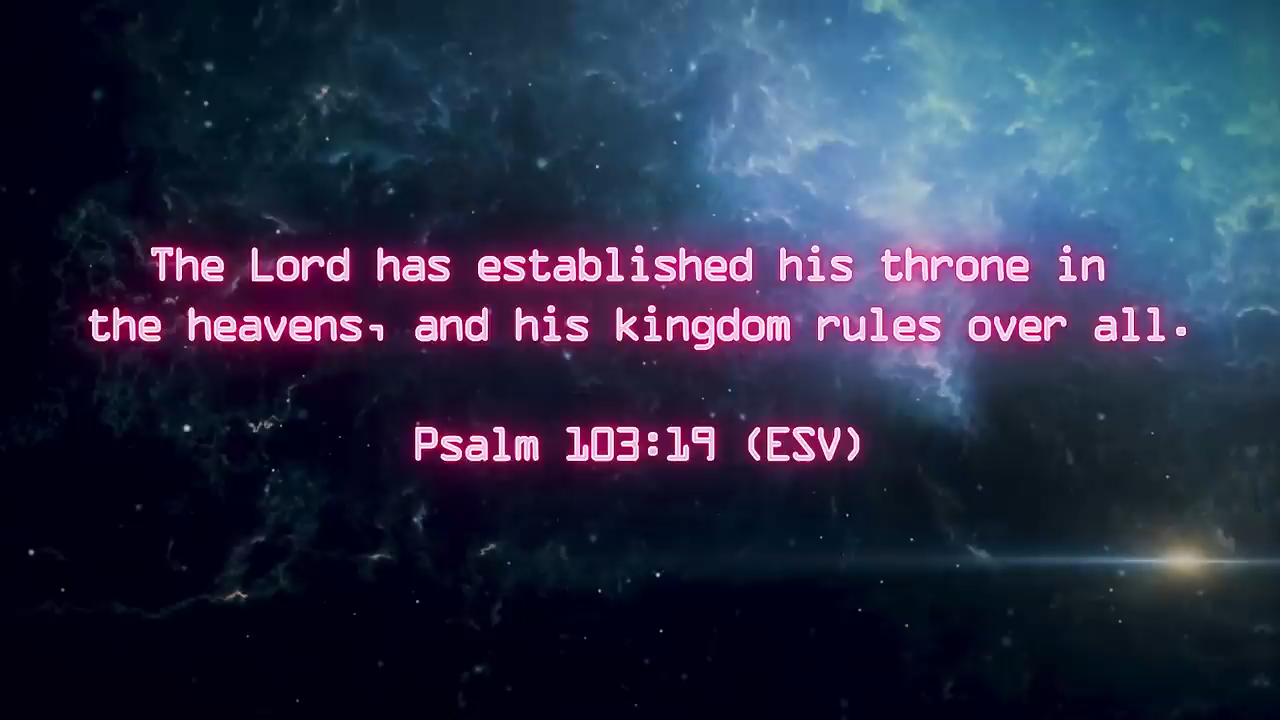 The Lord has established his throne in
the heavens, and his kingdom rules over all.
Psalm 103:19 (ESV)